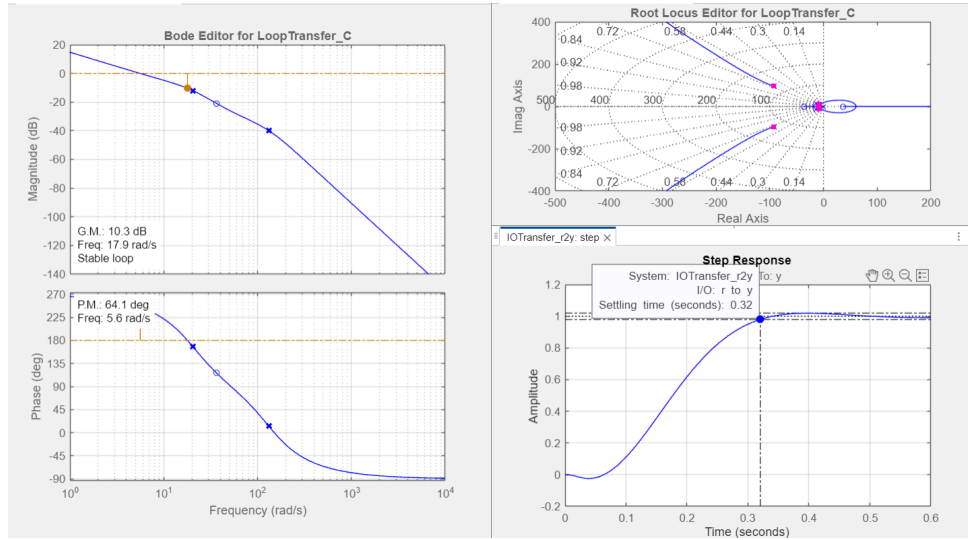 Bode Editor for LoopTransfer_C
20
0
-20
-40
-60
-80
-100
-120
-140
Magnitude (dB)
G.M.: 10.3 dB
Freq: 17.9 rad/s
Stable loop
270
225
180
135
90
45
0
-45
-90
Phase (deg)
P.M.: 64.1 deg
Freq: 5.6 rad/s
10^0
10^1
10^2
10^3
10^4
Frequency (rad/s)
Root Locus Editor for LoopTransfer_C
400
200
0
-200
-400
Imag Axis
0.72 0.58 0.44 0.3 0.14
0.84
0.92
0.98
500 400 300 200 100 500
0.98
0.92
0.84
0.72 0.58 0.44 0.3 0.14
-500 -400 -300 -200 -100 0 100 200
Real Axis
IOTransfer_r2y: step
Step Response
System: IOTransfer_r2y
I/O: r to y
Settling time (seconds): 0.32
To: y
1.2
1
0.8
0.6
0.4
0.2
0
-0.2
Amplitude
0 0.1 0.2 0.3 0.4 0.5 0.6
Time (seconds)